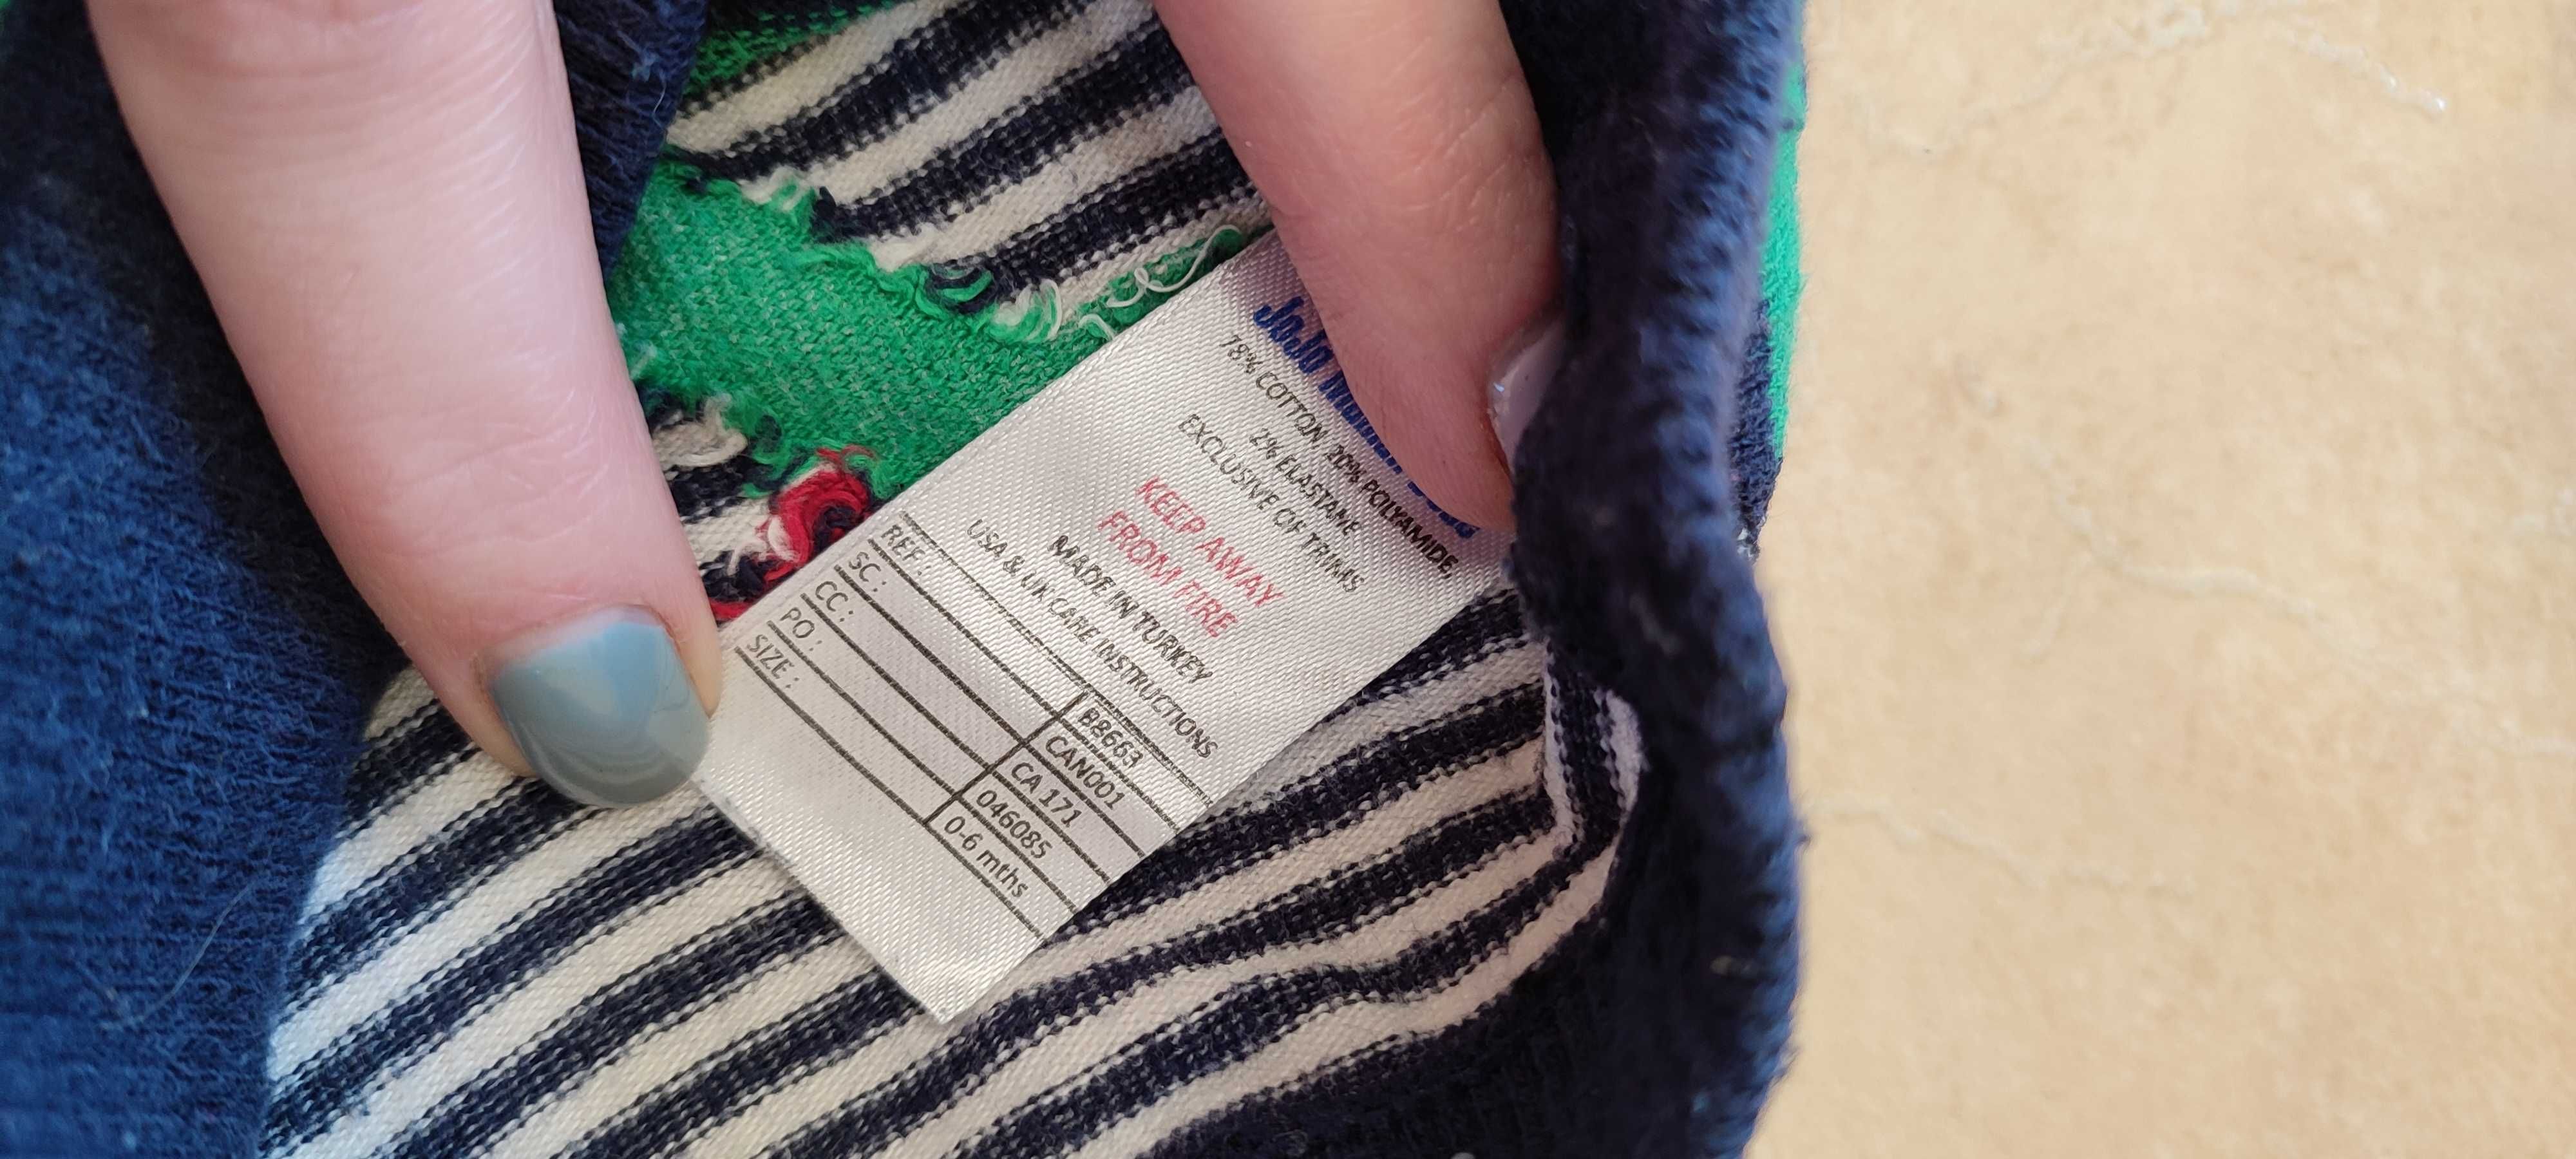 JoJo
78% COTTON 20% POLYAMIDE,
2% ELASTANE
EXCLUSIVE OF TRIMS
KEEP AWAY
FROM FIRE
MADE IN TURKEY
USA & UK CARE INSTRUCTIONS
REF : B8663
SC : CAN001
CC : CA 171
PO : 046085
SIZE : 0-6 mths